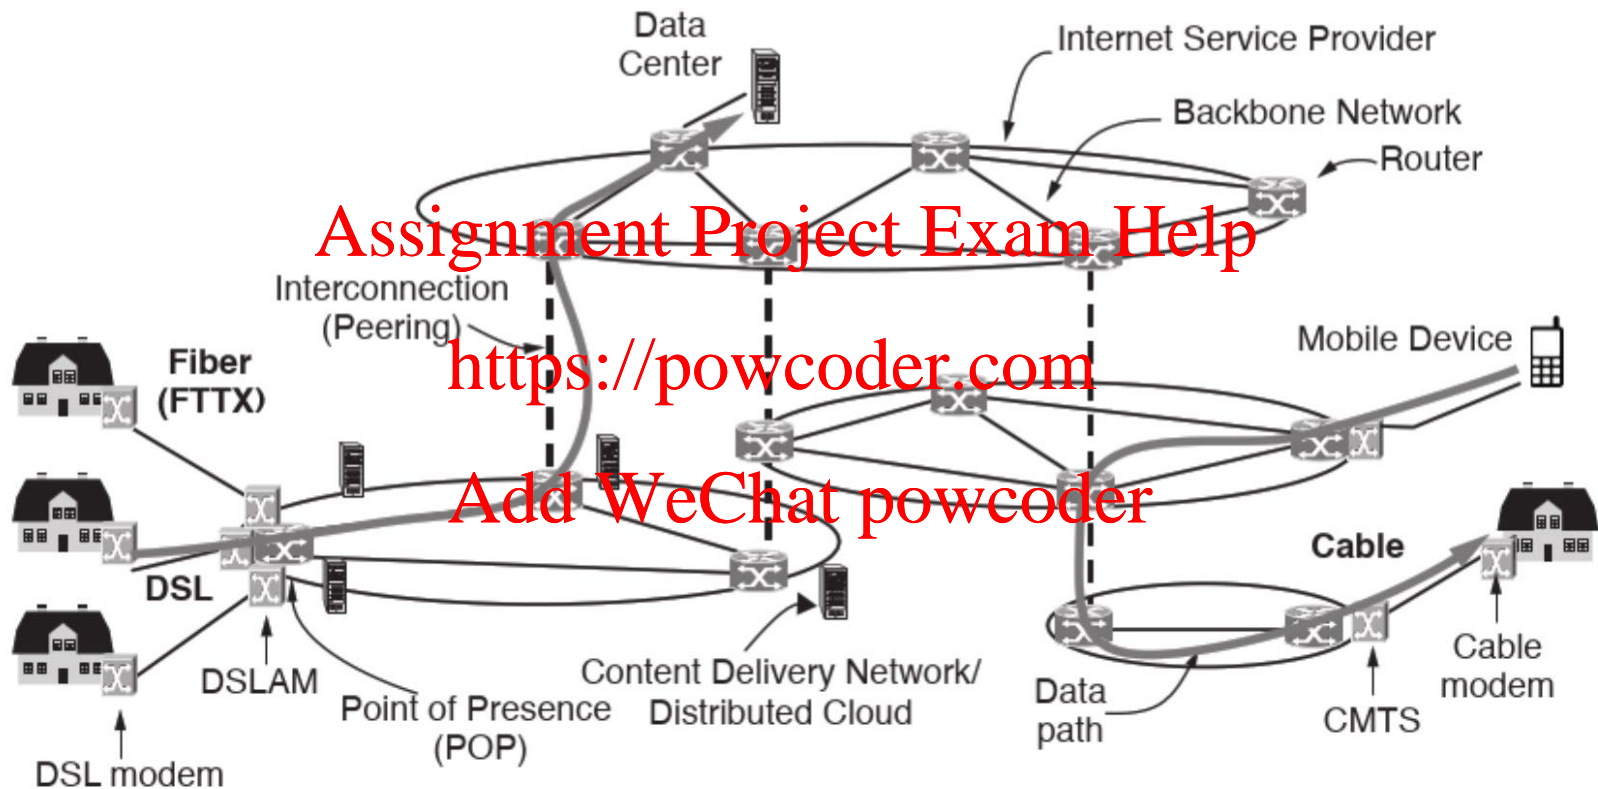 Data
Center
Internet Service Provider
Backbone Network
Router
Assignment Project Exam Help
Interconnection
(Peering)
Mobile Device
Fiber
(FTTX)
https://powcoder.com
Add WeChat powcoder
Cable
DSL
DSLAM
Content Delivery Network/
Distributed Cloud
Point of Presence
(POP)
Data
path
CMTS
Cable
modem
DSL modem